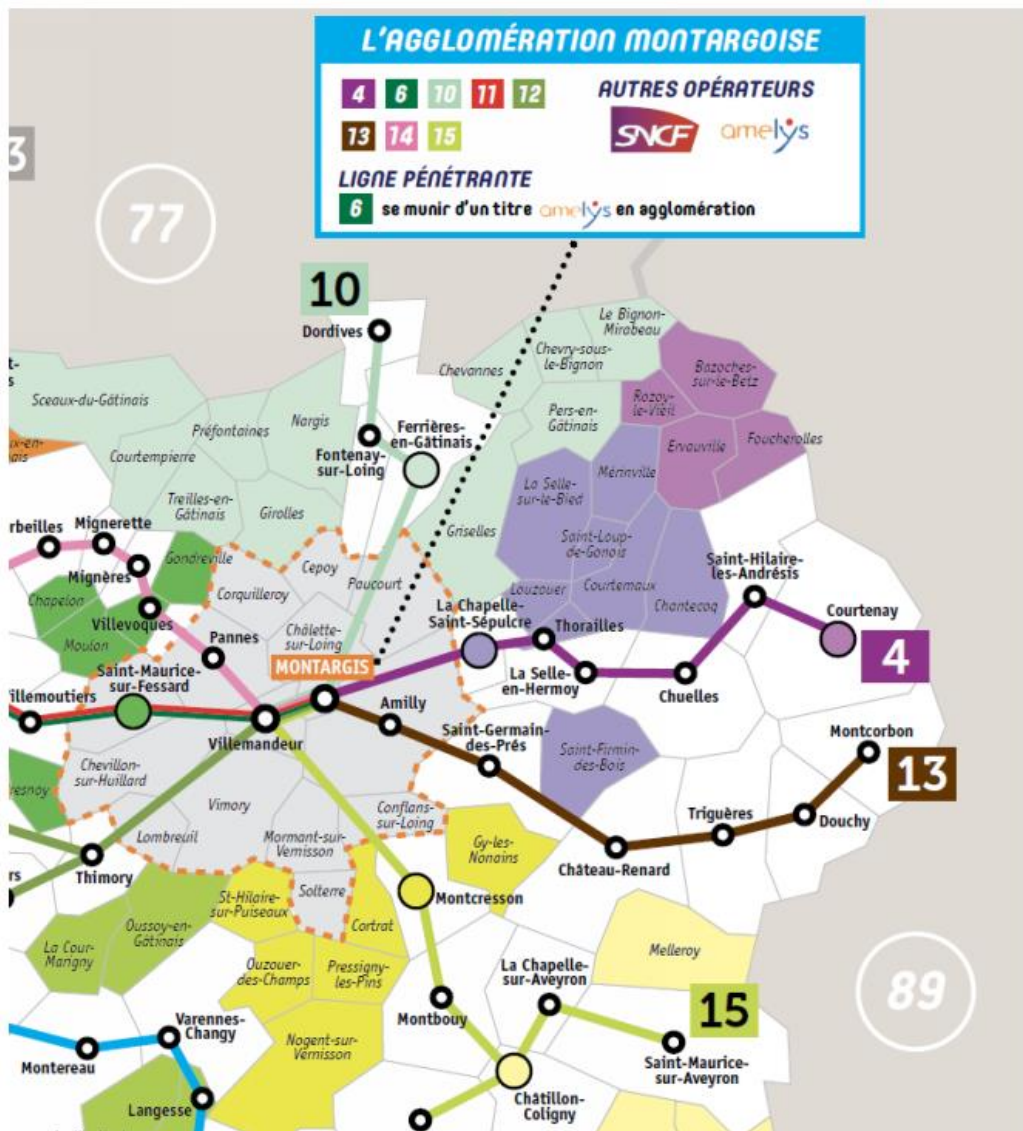 L'AGGLOMÉRATION MONTARGOISE
4 6 10 11 12
13 14 15
AUTRES OPÉRATEURS
SNCF amelys
LIGNE PÉNÉTRANTE
6 se munir d'un titre amelys en agglomération
3
77
10
Dordives
Le Bignon-
Mirabeau
Chevry-sous-
le-Bignon
Chevannes
Bazoches-
sur-le-Betz
Rozoy-
le-Vieil
Sceaux-du-Gâtinais
Nargis
Préfontaines
Courtempierre
Ferrières-
en-Gâtinais
Fontenay-
sur-Loing
Pers-en-
Gâtinais
Ervauville
Foucherolles
Mérinville
La Selle-
sur-le-Bied
Treilles-en-
Gâtinais
Girolles
Griselles
Saint-Loup-
de-Gonois
Mignerette
Mignères
Gondreville
Cepoy
Paucourt
Corquilleroy
Louzouer
Courtemaux
Chantecoq
Saint-Hilaire-
les-Andrésis
Chapelon
Villevoques
Moulon
Pannes
Châlette-
sur-Loing
La Chapelle-
Saint-Sépulcre
Thorailles
Courtenay
4
MONTARGIS
Saint-Maurice-
sur-Fessard
La Selle-
en-Hermoy
Chuelles
Villemandeur
Amilly
Saint-Germain-
des-Prés
Saint-Firmin-
des-Bois
Montcorbon
13
Chevillon-
sur-Huillard
Vimory
Conflans-
sur-Loing
Triguères
Douchy
Lombreuil
Mormant-sur-
Vernisson
Gy-les-
Nonains
Château-Renard
Thimory
Solterre
St-Hilaire-
sur-Puiseaux
Montcresson
Cortrat
Oussoy-en-
Gâtinais
La Cour-
Marigny
Ouzouer-
des-Champs
Pressigny-
les-Pins
Melleroy
La Chapelle-
sur-Aveyron
89
15
Varennes-
Changy
Montbouy
Montereau
Nogent-sur-
Vernisson
Saint-Maurice-
sur-Aveyron
Langesse
Châtillon-
Coligny